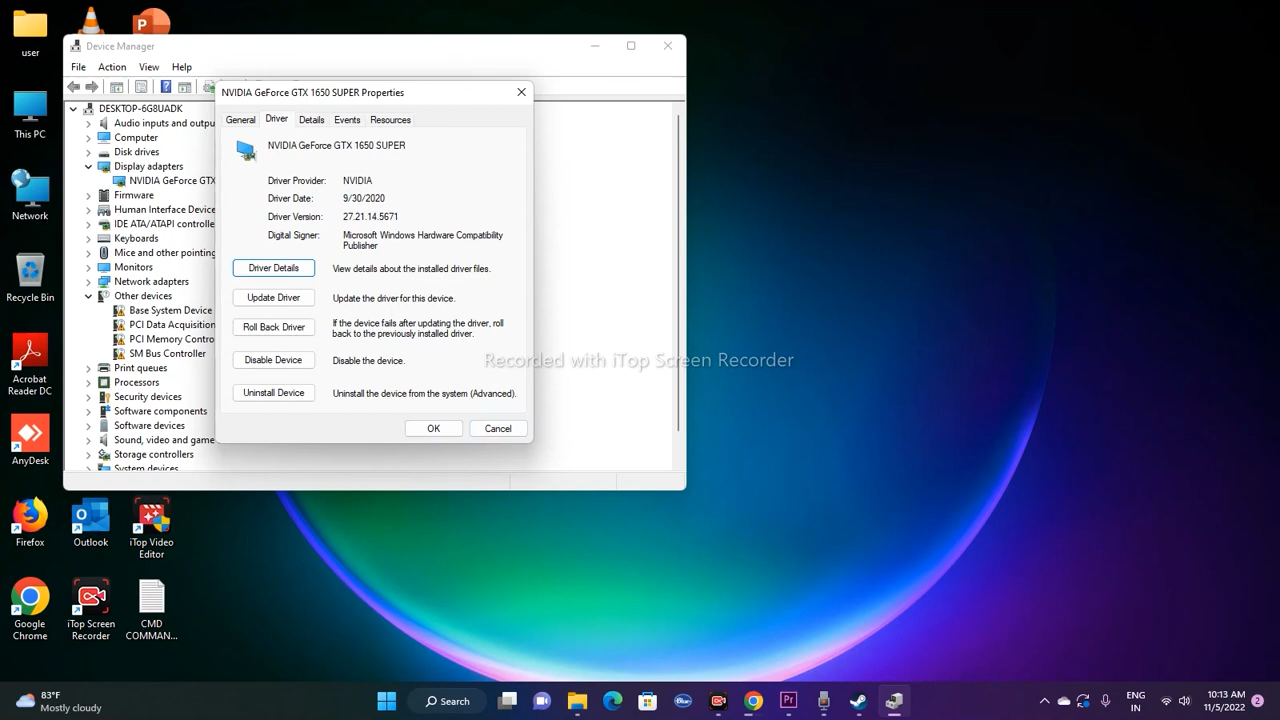 user
This PC
Network
Recycle Bin
Acrobat
Reader DC
AnyDesk
Firefox
Outlook
iTop Video
Editor
Google
Chrome
iTop Screen
Recorder
CMD
COMMAN...
P
Device Manager
File Action View Help
DESKTOP-6G8UADK
Audio inputs and outpu
Computer
Disk drives
Display adapters
NVIDIA GeForce GTX
Firmware
Human Interface Device
IDE ATA/ATAPI controlle
Keyboards
Mice and other pointing
Monitors
Network adapters
Other devices
Base System Device
PCI Data Acquisition
PCI Memory Contro
SM Bus Controller
Print queues
Processors
Security devices
Software components
Software devices
Sound, video and game
Storage controllers
System devices
NVIDIA GeForce GTX 1650 SUPER Properties
General Driver Details Events Resources
NVIDIA GeForce GTX 1650 SUPER
Driver Provider: NVIDIA
Driver Date: 9/30/2020
Driver Version: 27.21.14.5671
Digital Signer: Microsoft Windows Hardware Compatibility
Publisher
Driver Details View details about the installed driver files.
Update Driver Update the driver for this device.
Roll Back Driver If the device fails after updating the driver, roll
back to the previously installed driver.
Disable Device Disable the device.
Uninstall Device Uninstall the device from the system (Advanced).
OK Cancel
Recorded with iTop Screen Recorder
83°F
Mostly cloudy
Search
Pr
ENG
IN
10:13 AM
11/5/2022
2